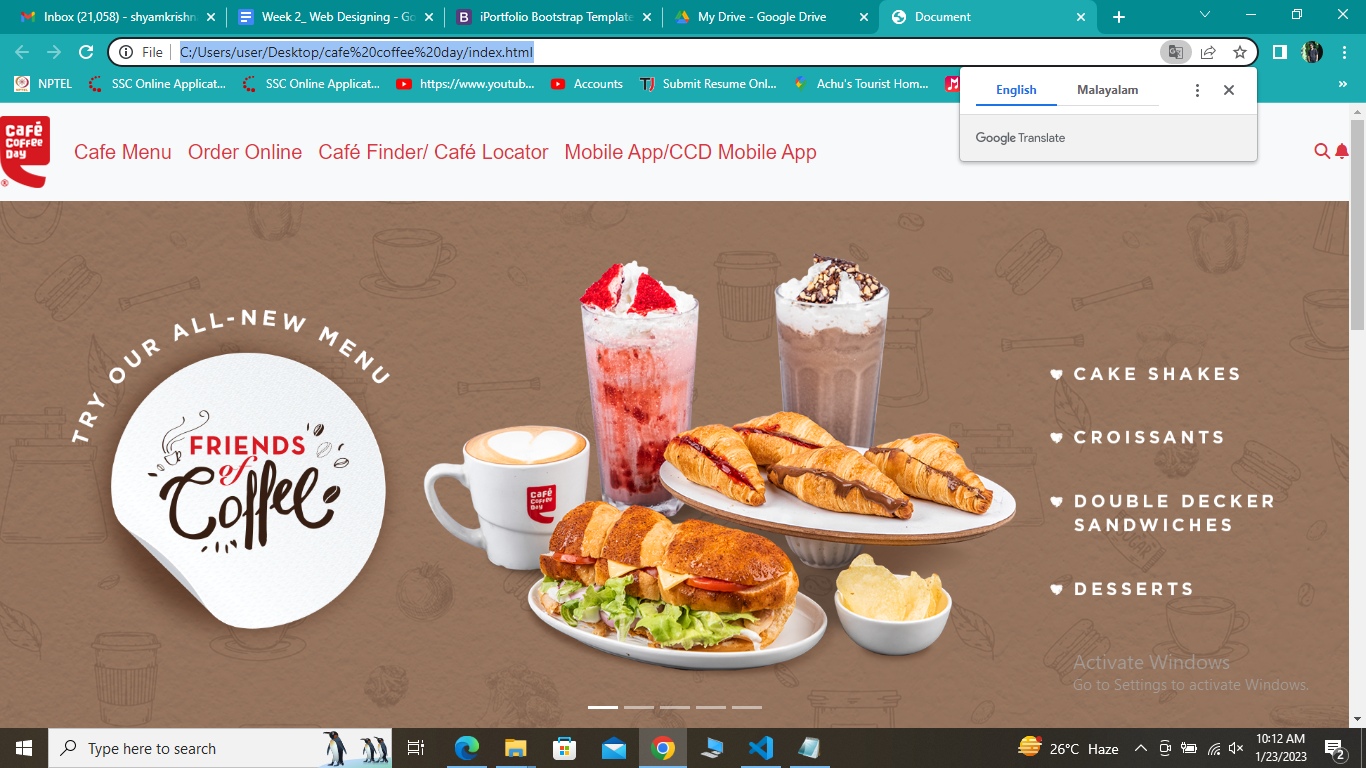 Inbox (21,058) - shyamkrishn
Week 2_ Web Designing - Go
iPortfolio Bootstrap Template
My Drive - Google Drive
Document
File
C:/Users/user/Desktop/cafe%20coffee%20day/index.html
NPTEL
SSC Online Applicat...
SSC Online Applicat...
https://www.youtub...
Accounts
Submit Resume Onl...
Achu's Tourist Hom...
English
Malayalam
Google Translate
Café
Coffee
Day
®
Cafe Menu
Order Online
Café Finder/ Café Locator
Mobile App/CCD Mobile App
TRY OUR ALL-NEW MENU
FRIENDS
of
Coffee
Café
Coffee
Day
CAKE SHAKES
CROISSANTS
DOUBLE DECKER
SANDWICHES
DESSERTS
SUGAR
Activate Windows
Go to Settings to activate Windows.
Type here to search
26°C Haze
10:12 AM
1/23/2023
2